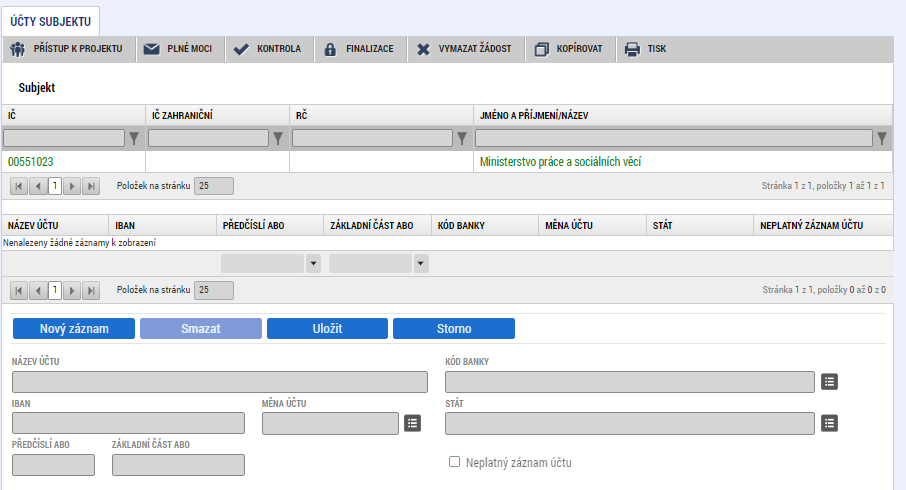 ÚČTY SUBJEKTU
PŘÍSTUP K PROJEKTU PLNÉ MOCI KONTROLA FINALIZACE VYMAZAT ŽÁDOST KOPÍROVAT TISK
Subjekt
IČ IČ ZAHRANIČNÍ RČ JMÉNO A PŘÍJMENÍ/NÁZEV
00551023 Ministerstvo práce a sociálních věcí
1 Položek na stránku 25 Stránka 1 z 1, položky 1 až 1 z 1
NÁZEV ÚČTU IBAN PŘEDČÍSLÍ ABO ZÁKLADNÍ ČÁST ABO KÓD BANKY MĚNA ÚČTU STÁT NEPLATNÝ ZÁZNAM ÚČTU
Nenalezeny žádné záznamy k zobrazení
1 Položek na stránku 25 Stránka 1 z 1, položky 0 až 0 z 0
Nový záznam Smazat Uložit Storno
NÁZEV ÚČTU KÓD BANKY
IBAN MĚNA ÚČTU STÁT
PŘEDČÍSLÍ ABO ZÁKLADNÍ ČÁST ABO
Neplatný záznam účtu